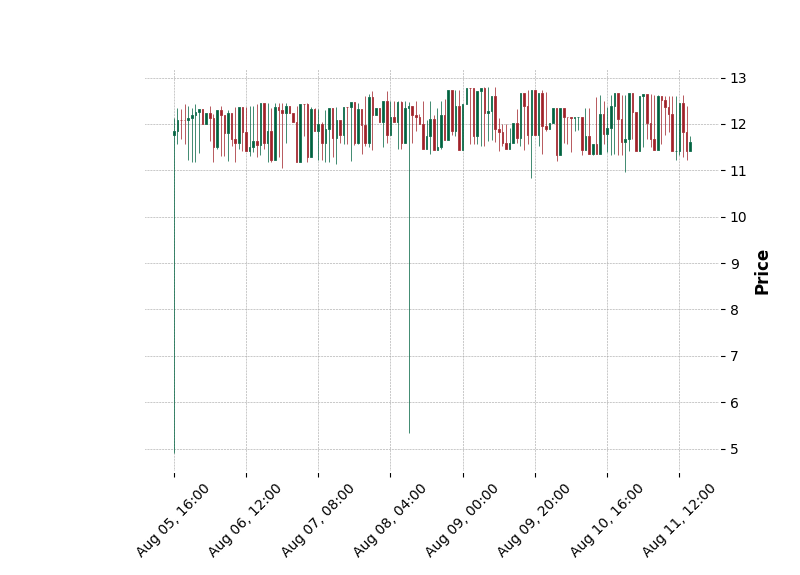 13
12
11
10
9
8
7
6
5
Price
Aug 05, 16:00
Aug 06, 12:00
Aug 07, 08:00
Aug 08, 04:00
Aug 09, 00:00
Aug 09, 20:00
Aug 10, 16:00
Aug 11, 12:00